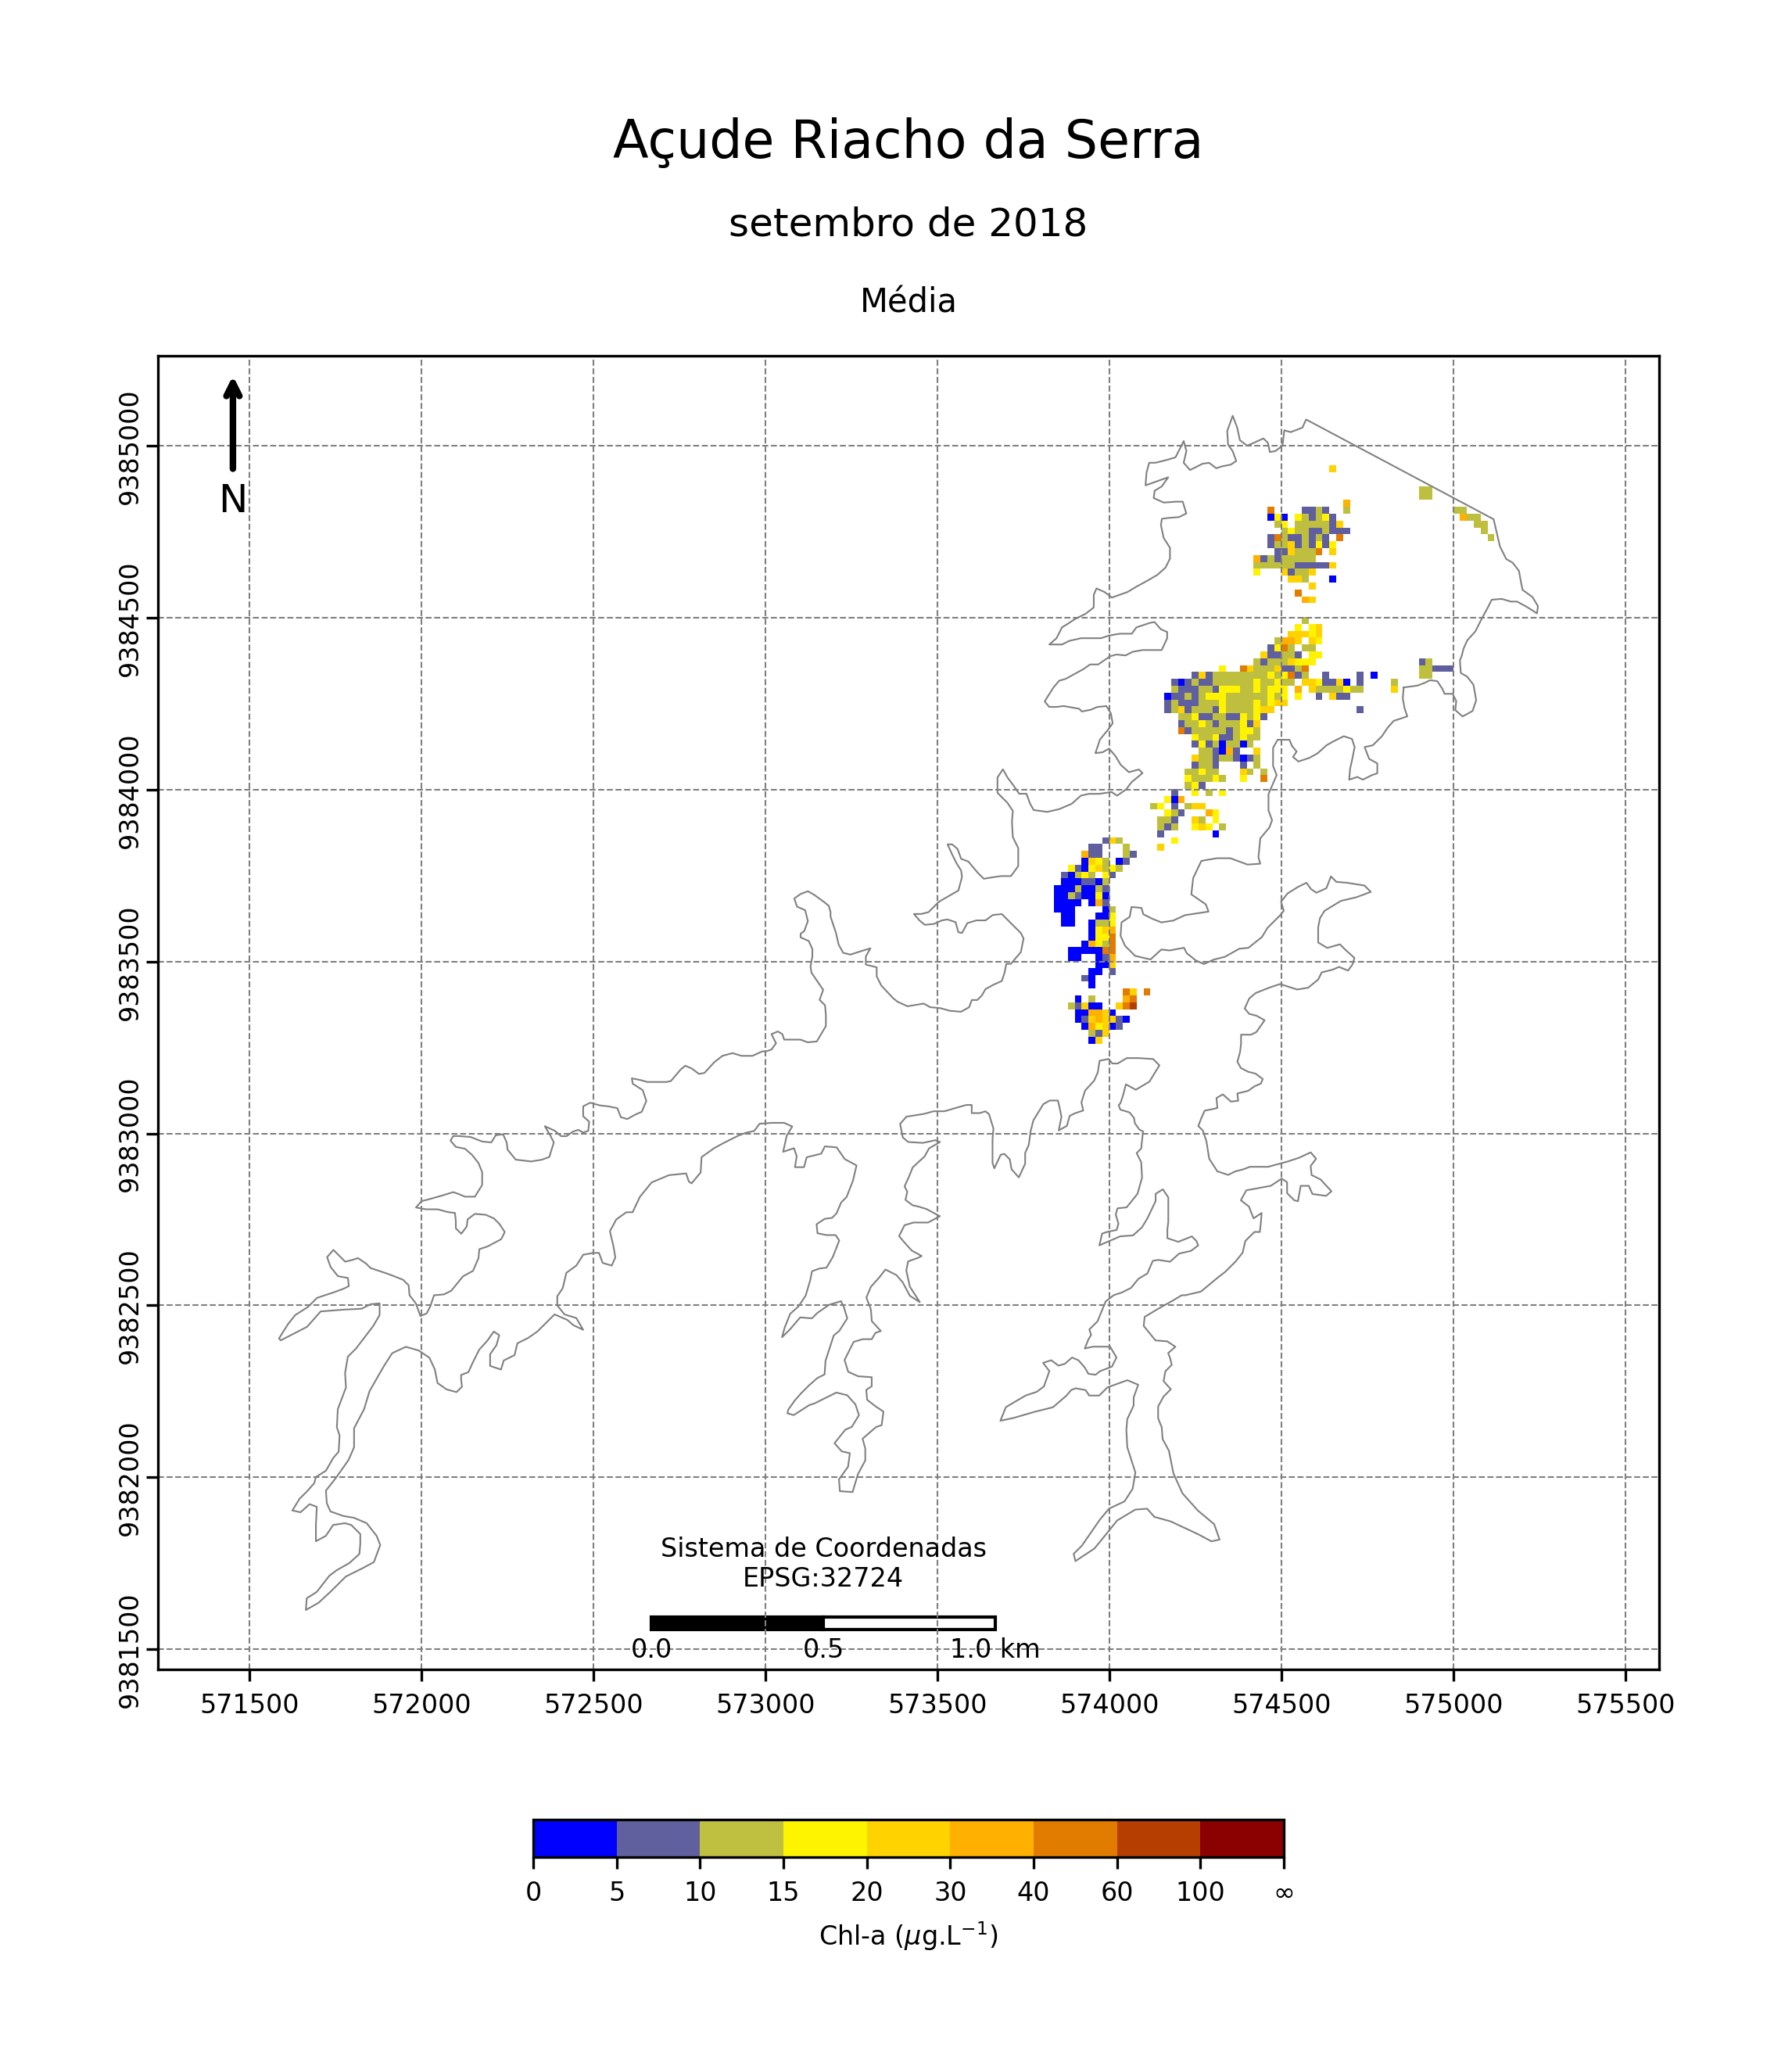 Açude Riacho da Serra
setembro de 2018
Média
N
9385000
9384500
9384000
9383500
9383000
9382500
9382000
9381500
Sistema de Coordenadas
EPSG:32724
0.0 0.5 1.0 km
571500 572000 572500 573000 573500 574000 574500 575000 575500
0 5 10 15 20 30 40 60 100 ∞
Chl-a (μg.L⁻¹)